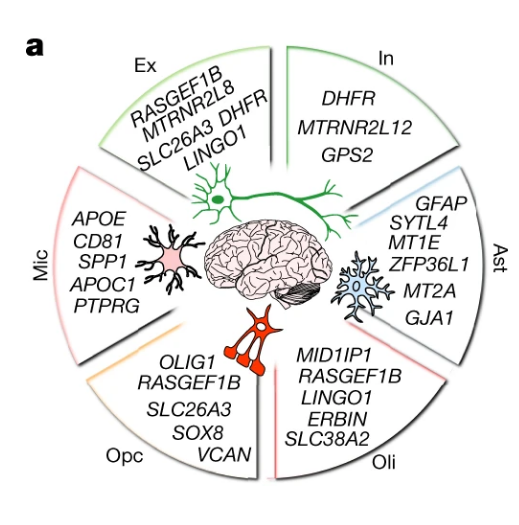 a
Ex
RASGEF1B
MTRNR2L8
SLC26A3 DHFR
LINGO1
In
DHFR
MTRNR2L12
GPS2
Ast
GFAP
SYTL4
MT1E
ZFP36L1
MT2A
GJA1
Oli
MID1IP1
RASGEF1B
LINGO1
ERBIN
SLC38A2
Opc
OLIG1
RASGEF1B
SLC26A3
SOX8
VCAN
Mic
APOE
CD81
SPP1
APOC1
PTPRG